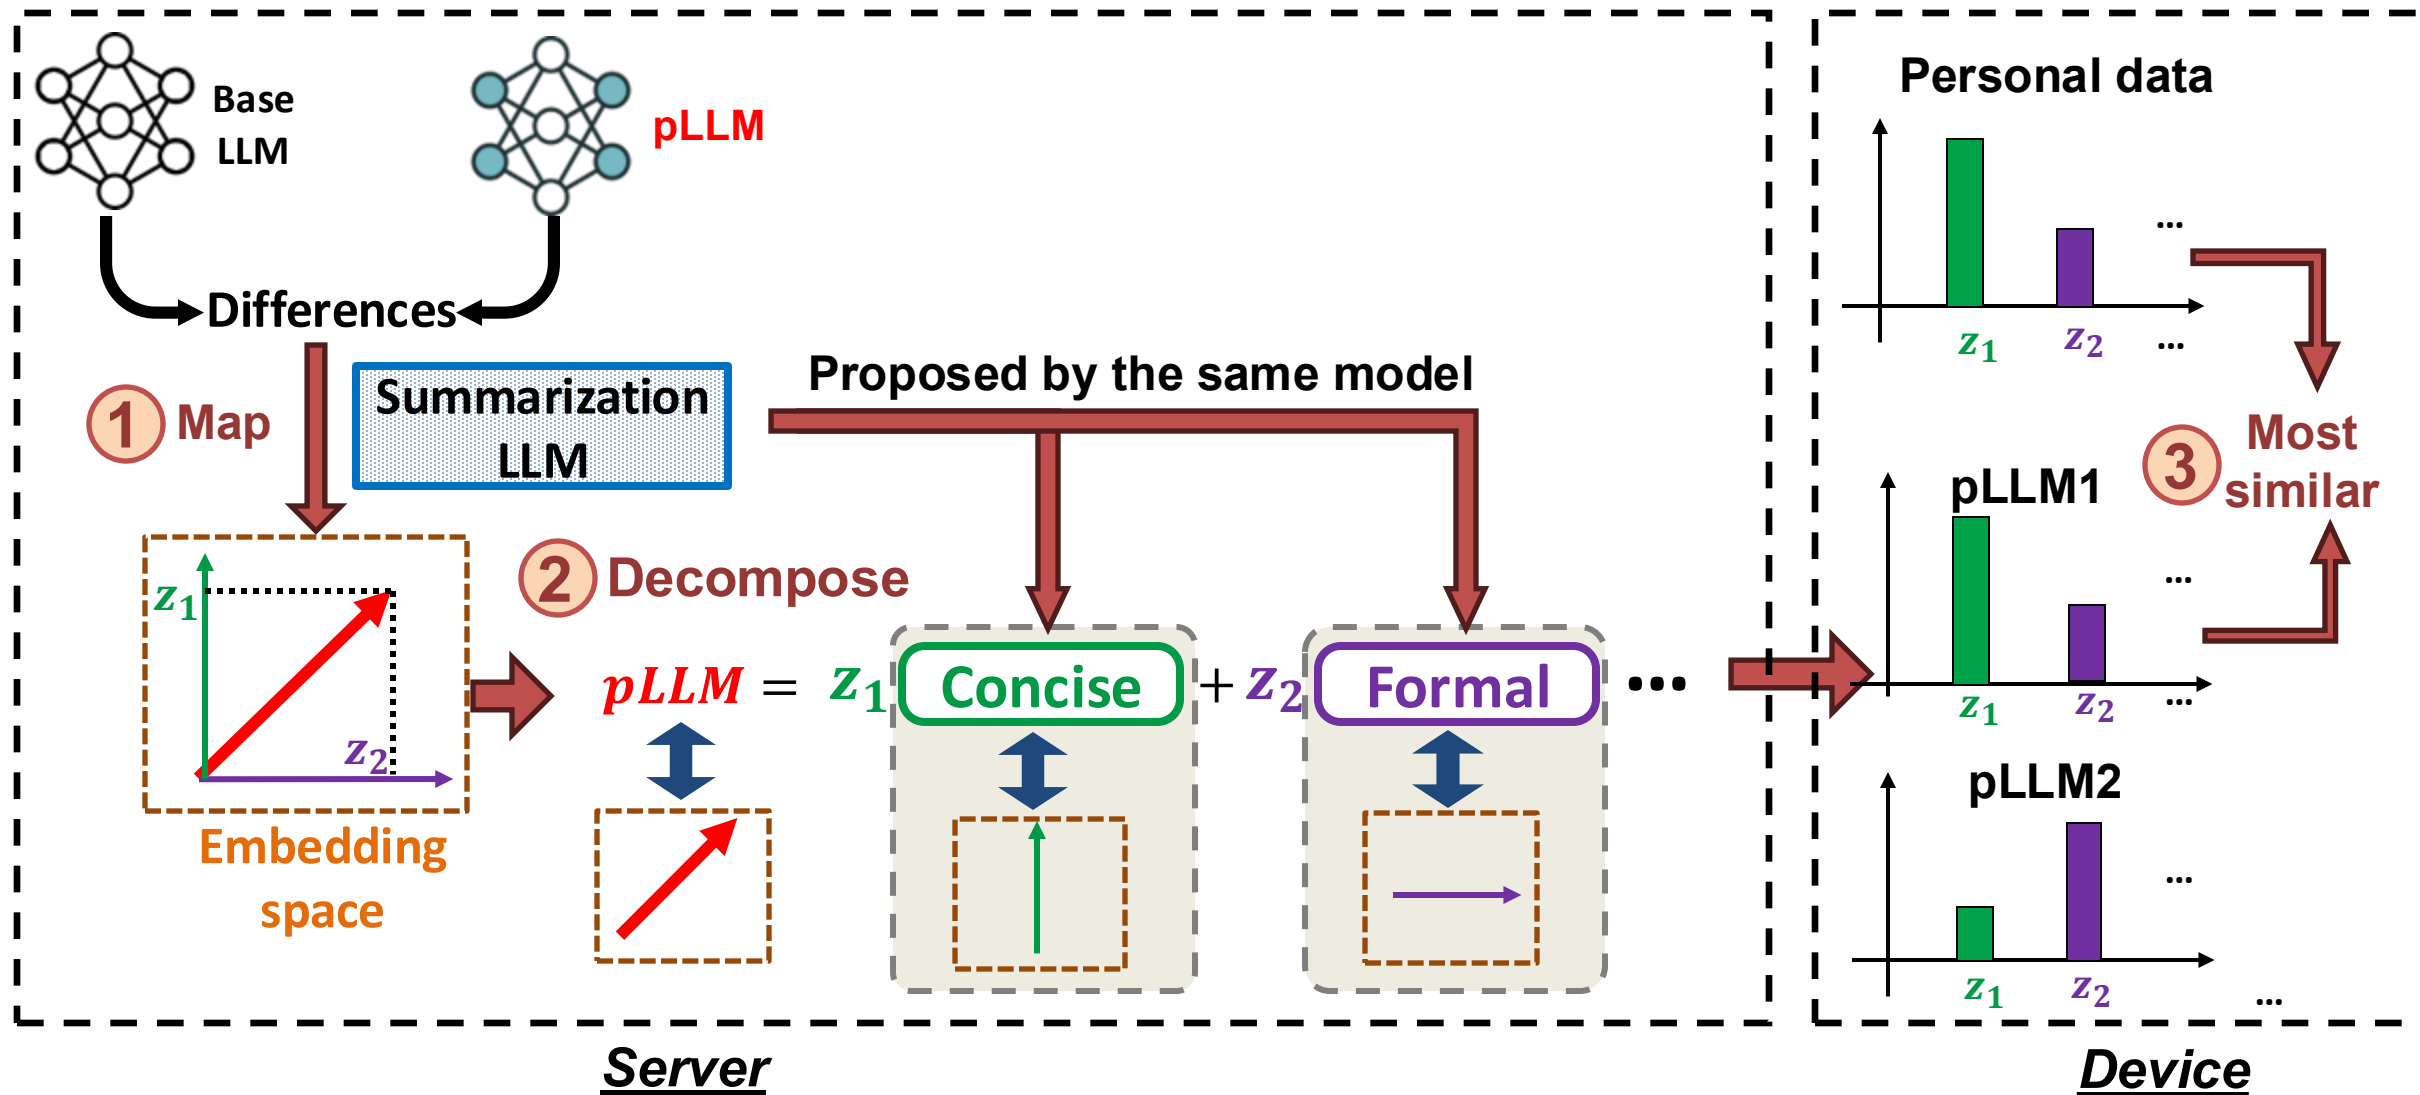 Base
LLM
pLLM
Differences
1 Map
Summarization
LLM
Proposed by the same model
z1
z2
Embedding
space
2 Decompose
pLLM = z1 Concise + z2 Formal ...
Server
Personal data
...
z1 z2 ...
3 Most
similar
pLLM1
...
z1 z2 ...
pLLM2
...
z1 z2 ...
Device